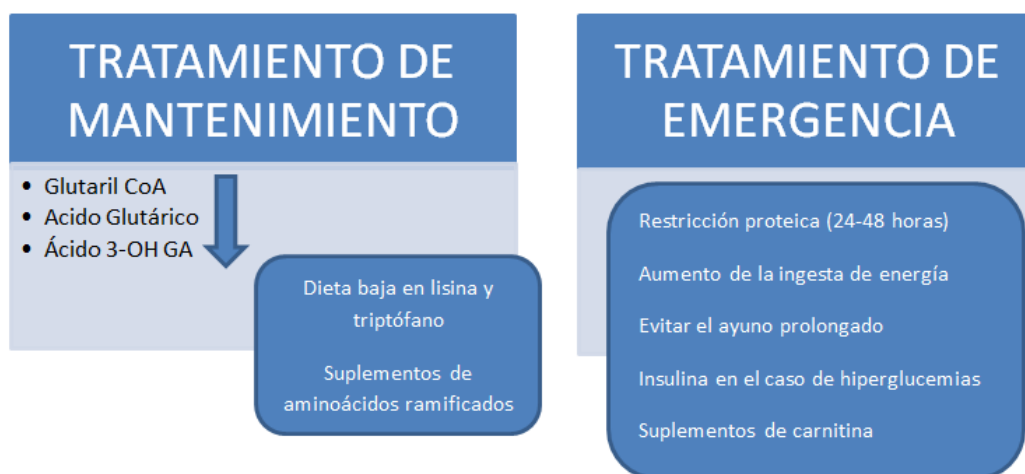 TRATAMIENTO DE
MANTENIMIENTO
• Glutaril CoA
• Acido Glutárico
• Ácido 3-OH GA
Dieta baja en lisina y
triptófano
Suplementos de
aminoácidos ramificados
TRATAMIENTO DE
EMERGENCIA
Restricción proteica (24-48 horas)
Aumento de la ingesta de energía
Evitar el ayuno prolongado
Insulina en el caso de hiperglucemias
Suplementos de carnitina